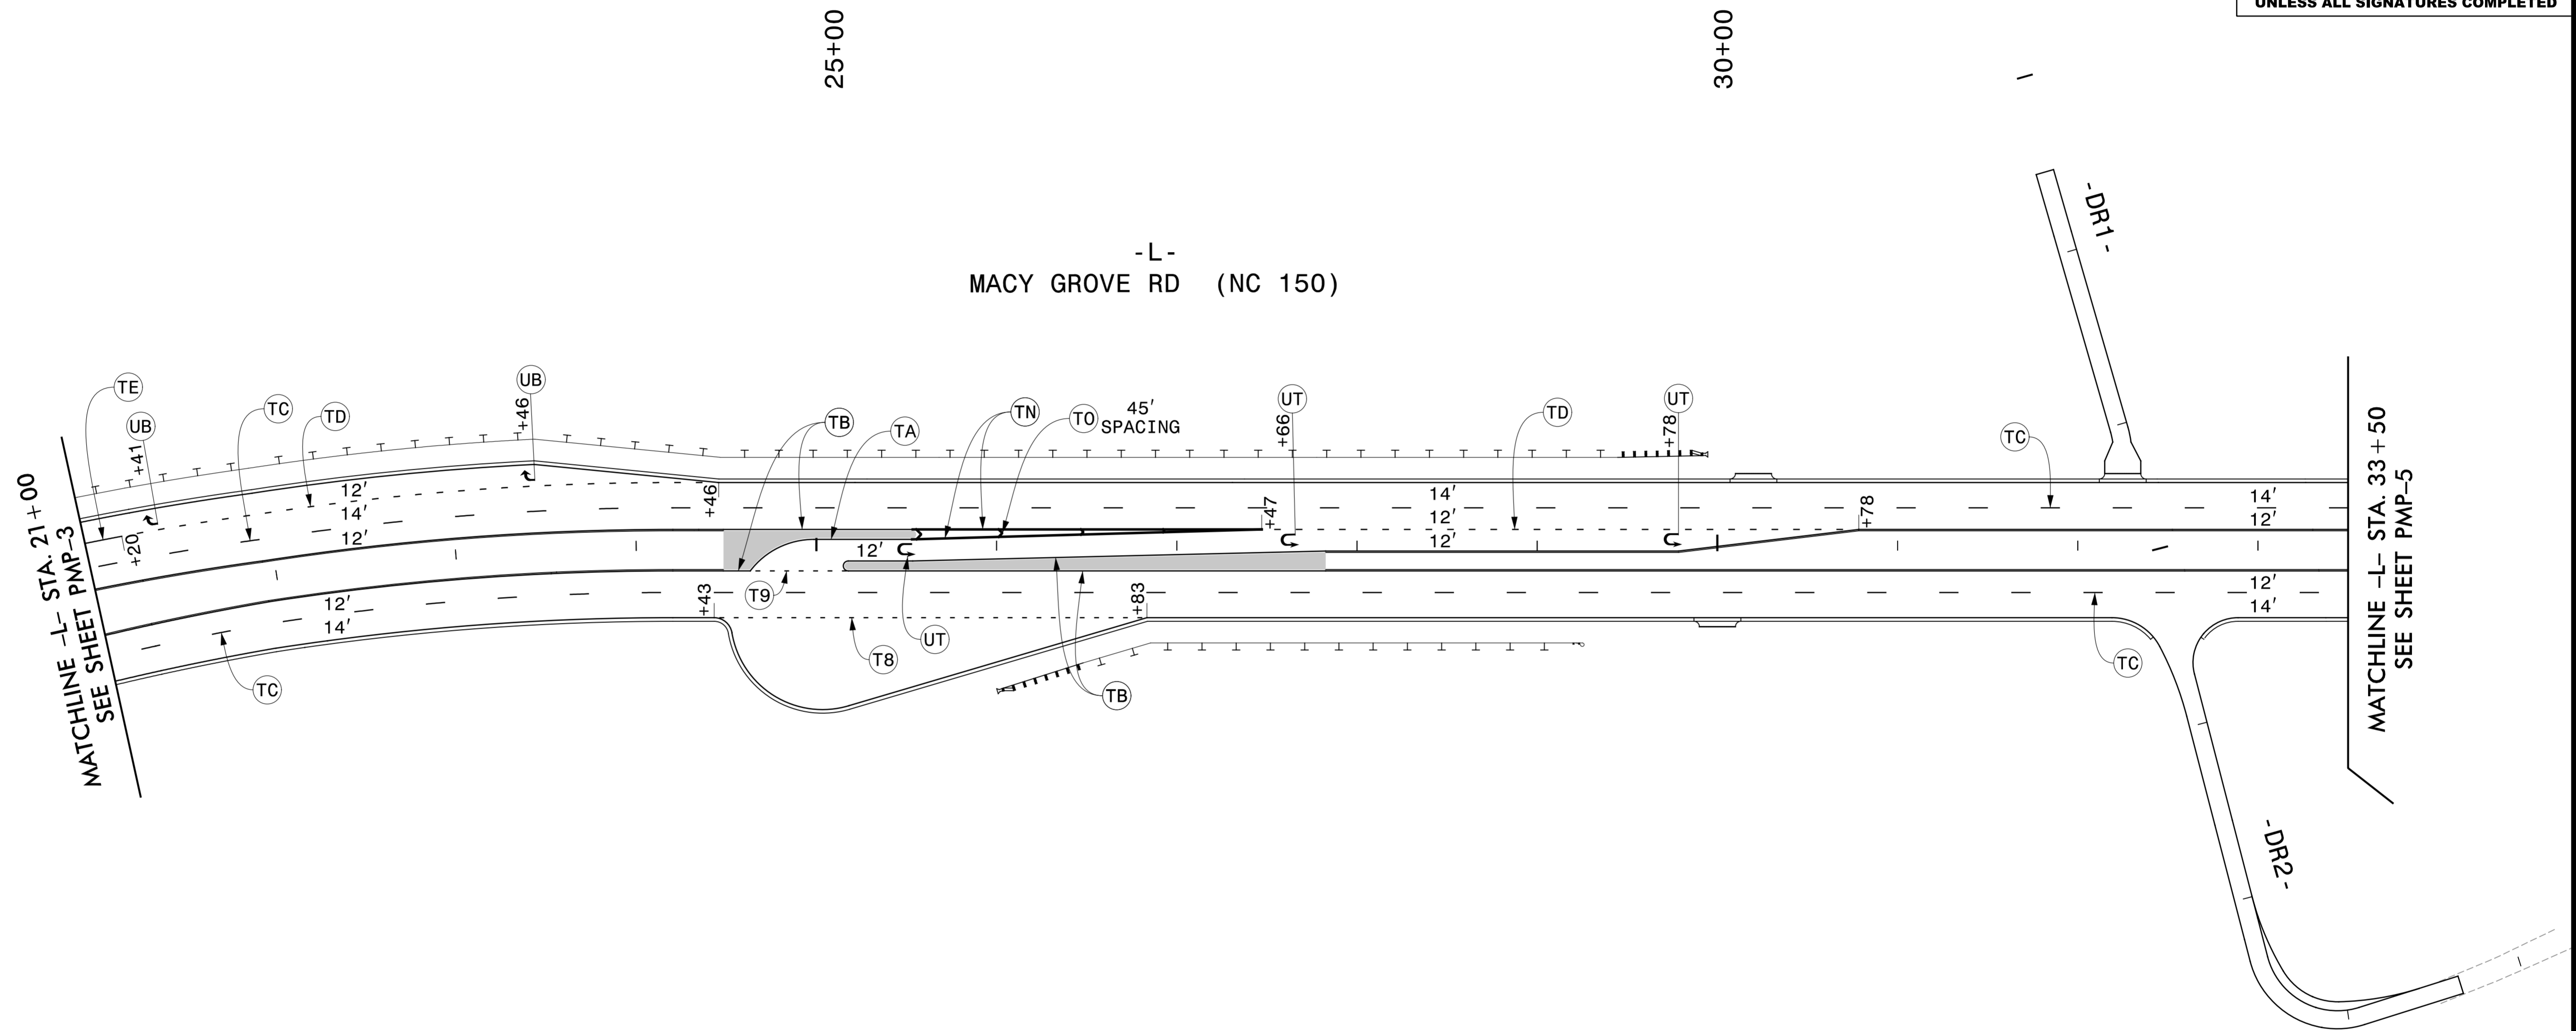 UNLESS ALL SIGNATURES COMPLETED
25+00
30+00
-DR1-
-L-
MACY GROVE RD (NC 150)
TE
UB
+41
TC
TD
UB
+46
TB
TA
TN
TO
45'
SPACING
UT
+66
TD
UT
+78
TC
MATCHLINE -L- STA. 21+00
SEE SHEET PMP-3
+20
12'
14'
12'
+46
+47
14'
12'
12'
+78
14'
12'
MATCHLINE -L- STA. 33+50
SEE SHEET PMP-5
12'
12'
14'
+43
T9
+83
12'
14'
TC
T8
UT
TB
TC
-DR2-